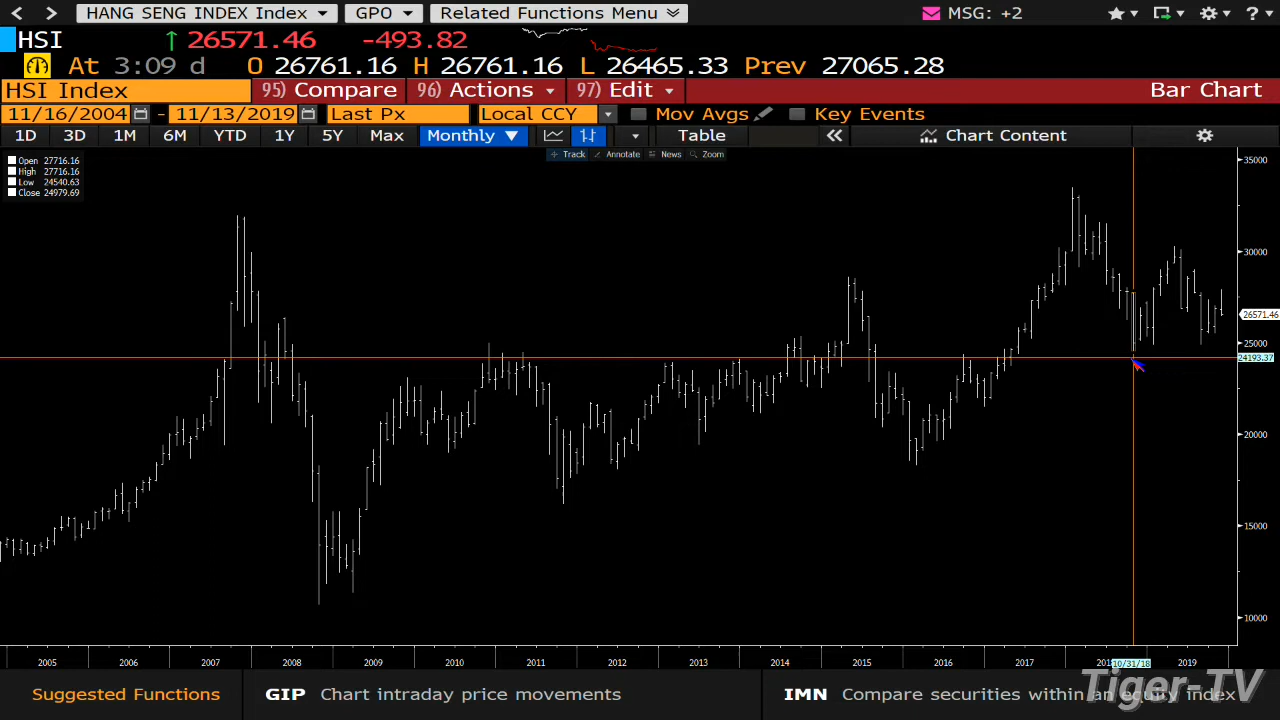 HANG SENG INDEX Index GPO Related Functions Menu MSG: +2 ?
HSI 26571.46 -493.82
At 3:09 d O 26761.16 H 26761.16 L 26465.33 Prev 27065.28
HSI Index 95) Compare 96) Actions 97) Edit Bar Chart
11/16/2004 - 11/13/2019 Last Px Local CCY Mov Avgs Key Events
1D 3D 1M 6M YTD 1Y 5Y Max Monthly Table Chart Content
Track Annotate News Zoom
Open 27716.16
High 27716.16
Low 24540.63
Close 24979.69
35000
30000
26571.46
25000
24193.37
20000
15000
10000
2005 2006 2007 2008 2009 2010 2011 2012 2013 2014 2015 2016 2017 10/31/18 2019
Suggested Functions GIP Chart intraday price movements IMN Compare securities within an equity index
Tiger-TV